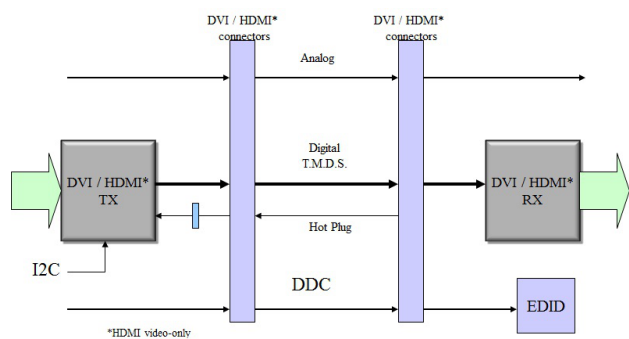 DVI / HDMI*
connectors
DVI / HDMI*
connectors
Analog
DVI / HDMI*
TX
Digital
T.M.D.S.
DVI / HDMI*
RX
Hot Plug
I2C
DDC
EDID
*HDMI video-only